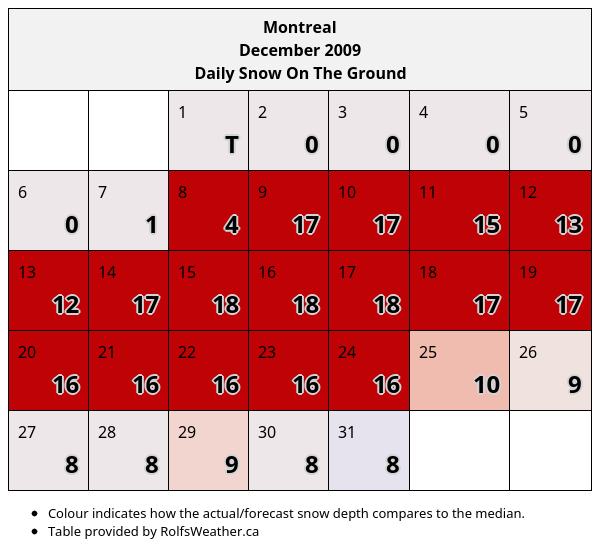 Montreal
December 2009
Daily Snow On The Ground
1 2 3 4 5
T 0 0 0 0
6 7 8 9 10 11 12
0 1 4 17 17 15 13
13 14 15 16 17 18 19
12 17 18 18 18 17 17
20 21 22 23 24 25 26
16 16 16 16 16 10 9
27 28 29 30 31
8 8 9 8 8
• Colour indicates how the actual/forecast snow depth compares to the median.
• Table provided by RolfsWeather.ca